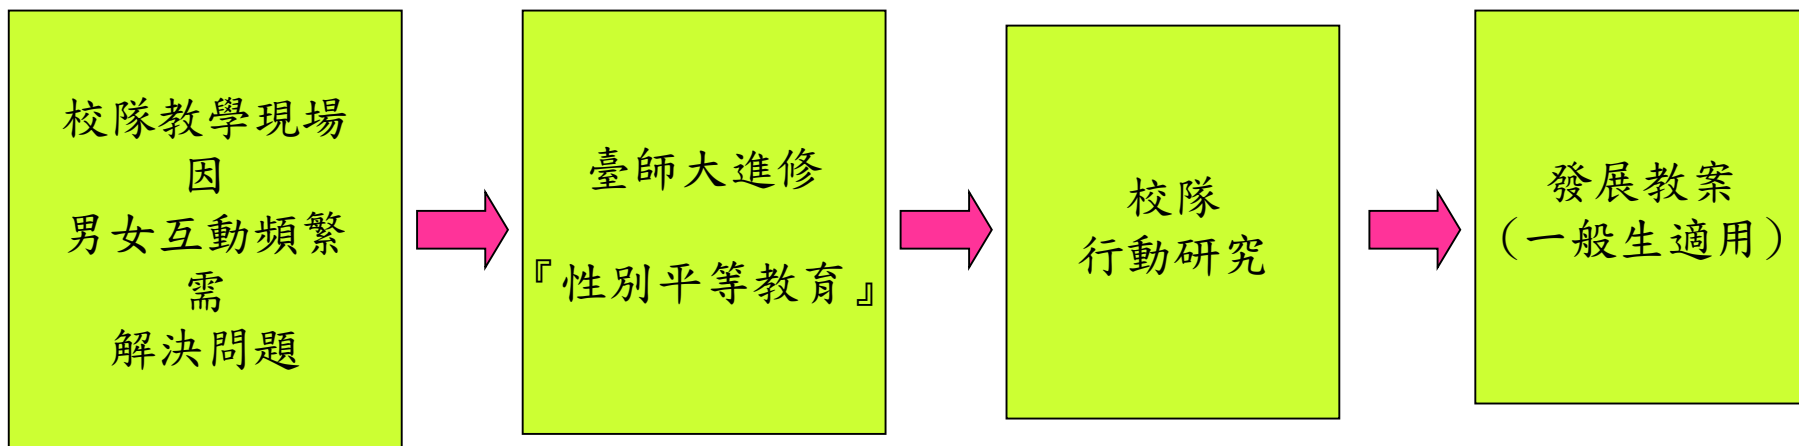 校隊教學現場
因
男女互動頻繁
需
解決問題
臺師大進修
『性別平等教育』
校隊
行動研究
發展教案
（一般生適用）